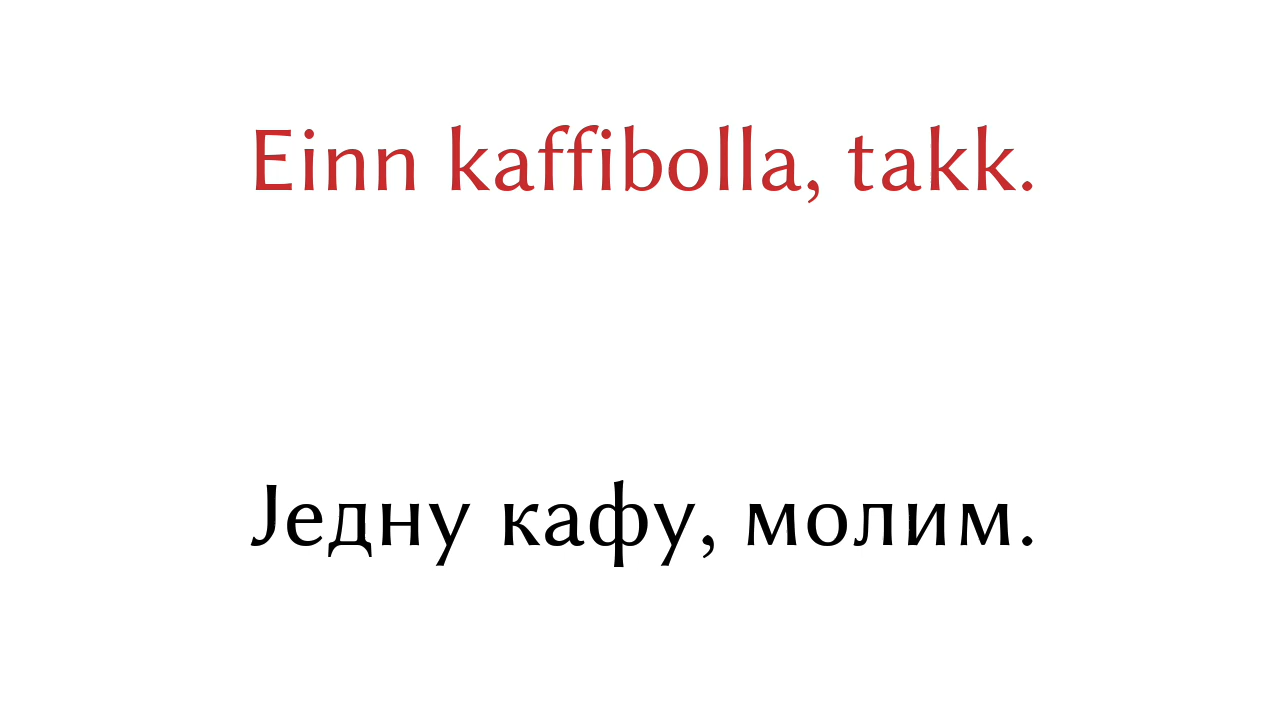 Einn kaffibolla, takk.
Једну кафу, молим.